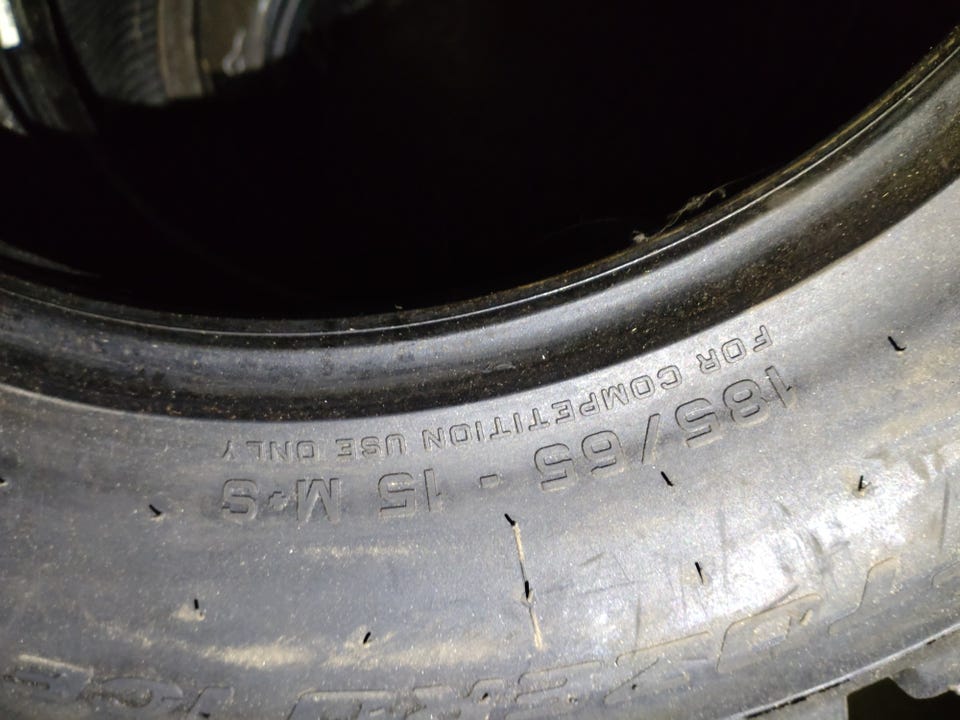 185/65 - 15 M+S
FOR COMPETITION USE ONLY